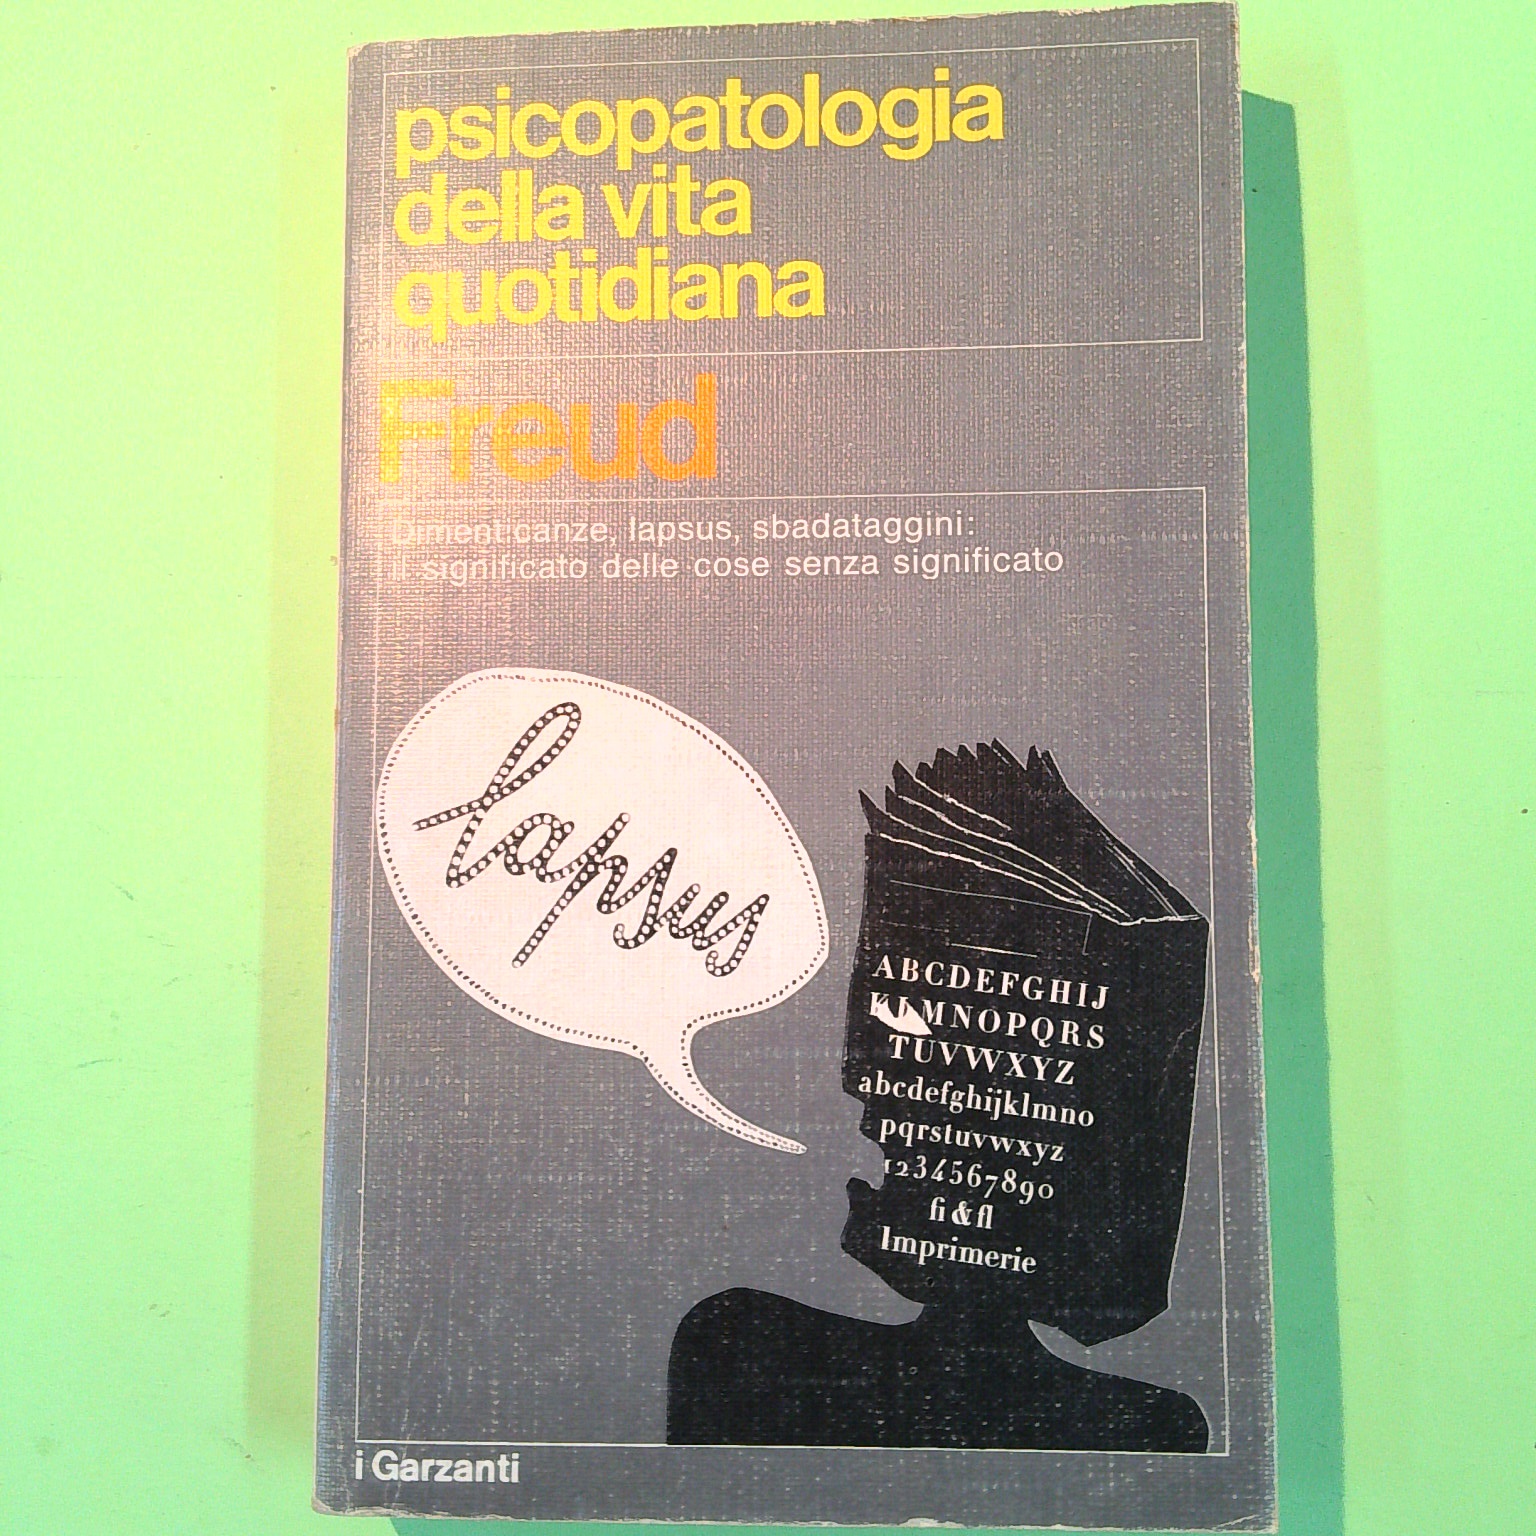 psicopatologia
della vita
quotidiana
Freud
Dimenticanze, lapsus, sbadataggini:
il significato delle cose senza significato
lapsus
ABCDEFGHIJ
KLMNOPQRS
TUVWXYZ
abcdefghijklmno
pqrstuvwxyz
1234567890
fi & fl
Imprimerie
i Garzanti